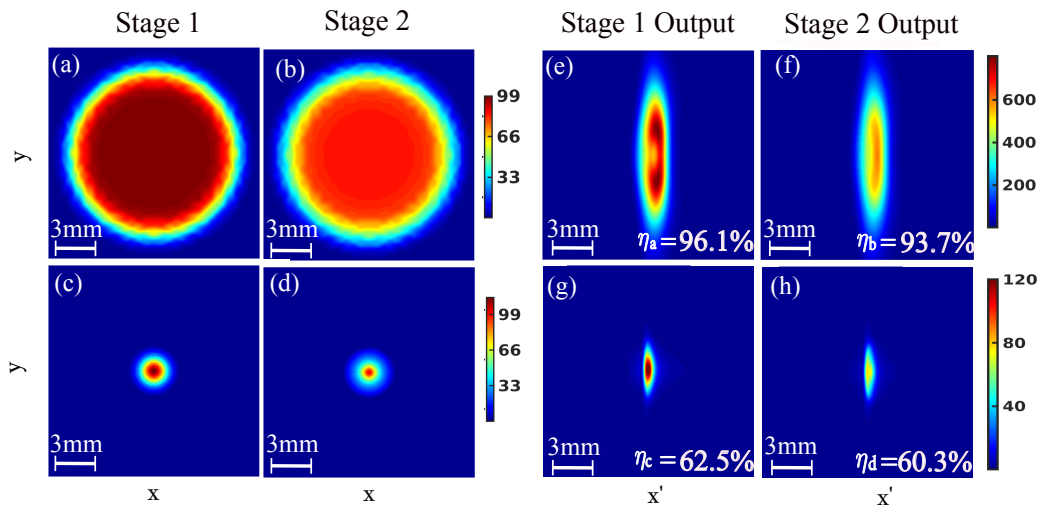 Stage 1
Stage 2
Stage 1 Output
Stage 2 Output
(a)
(b)
99
66
33
(e)
(f)
600
400
200
y
3mm
3mm
3mm
ηa = 96.1%
3mm
ηb = 93.7%
(c)
(d)
99
66
33
(g)
(h)
120
80
40
y
3mm
3mm
3mm
ηc = 62.5%
3mm
ηd = 60.3%
x
x
x'
x'